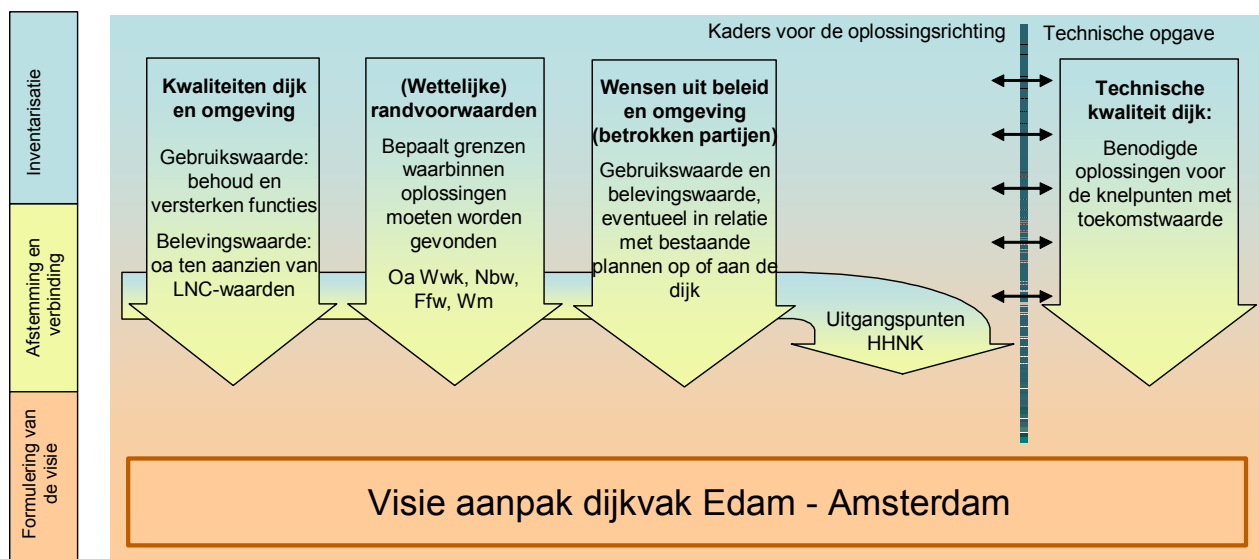 Inventarisatie
Afstemming en
verbinding
Formulering van
de visie
Kaders voor de oplossingsrichting
Technische opgave
Kwaliteiten dijk
en omgeving
Gebruikswaarde:
behoud en
versterken functies
Belevingswaarde:
oa ten aanzien van
LNC-waarden
(Wettelijke)
randvoorwaarden
Bepaalt grenzen
waarbinnen
oplossingen
moeten worden
gevonden
Oa Wwk, Nbw,
Ffw, Wm
Wensen uit beleid
en omgeving
(betrokken partijen)
Gebruikswaarde en
belevingswaarde,
eventueel in relatie
met bestaande
plannen op of aan de
dijk
Uitgangspunten
HHNK
Technische
kwaliteit dijk:
Benodigde
oplossingen voor
de knelpunten met
toekomstwaarde
Visie aanpak dijkvak Edam - Amsterdam